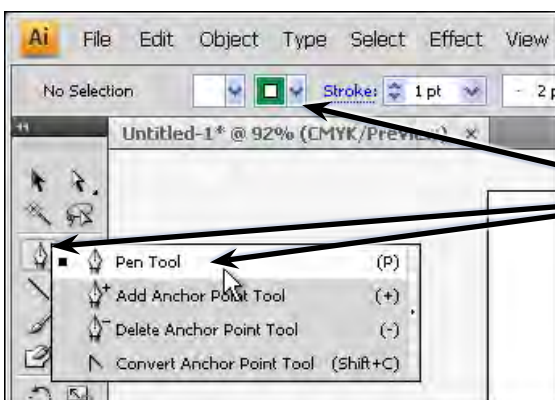 Ai File Edit Object Type Select Effect View
No Selection Stroke: 1 pt 2 p
Untitled-1* @ 92% (CMYK/Preview) ×
Pen Tool (P)
Add Anchor Point Tool (+)
Delete Anchor Point Tool (-)
Convert Anchor Point Tool (Shift+C)